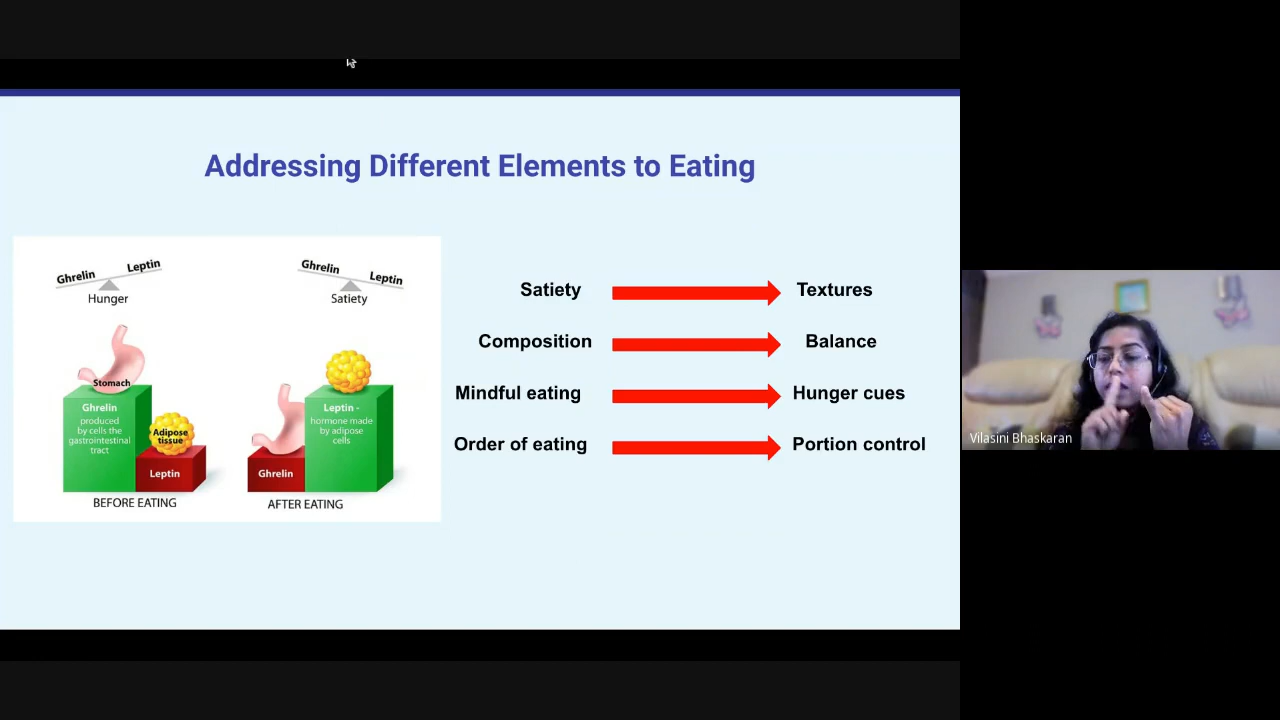 Addressing Different Elements to Eating
Ghrelin Leptin
Hunger
Ghrelin Leptin
Satiety
Stomach
Ghrelin
produced
by cells the
gastrointestinal
tract
Adipose
tissue
Leptin
BEFORE EATING
Leptin -
hormone made
by adipose
cells
Ghrelin
AFTER EATING
Satiety Textures
Composition Balance
Mindful eating Hunger cues
Order of eating Portion control
Vilasini Bhaskaran